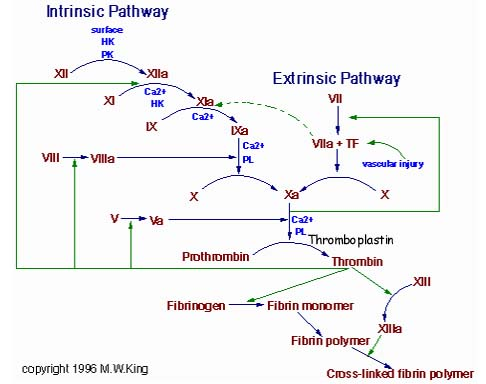 Intrinsic Pathway
surface
HK
PK
XII
XIIa
Extrinsic Pathway
XI
Ca2+
HK
XIa
VII
IX
Ca2+
IXa
VIIa + TF
Ca2+
PL
VIII
VIIIa
vascular injury
X
Xa
X
V
Va
Ca2+
PL
Thromboplastin
Prothrombin
Thrombin
XIII
Fibrinogen
Fibrin monomer
XIIIa
Fibrin polymer
copyright 1996 M.W.King
Cross-linked fibrin polymer